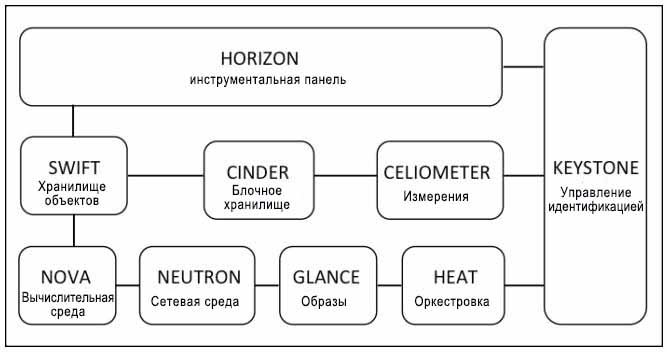 HORIZON
инструментальная панель
SWIFT
Хранилище
объектов
CINDER
Блочное
хранилище
CELIOMETER
Измерения
KEYSTONE
Управление
идентификацией
NOVA
Вычислительная
среда
NEUTRON
Сетевая среда
GLANCE
Образы
HEAT
Оркестровка